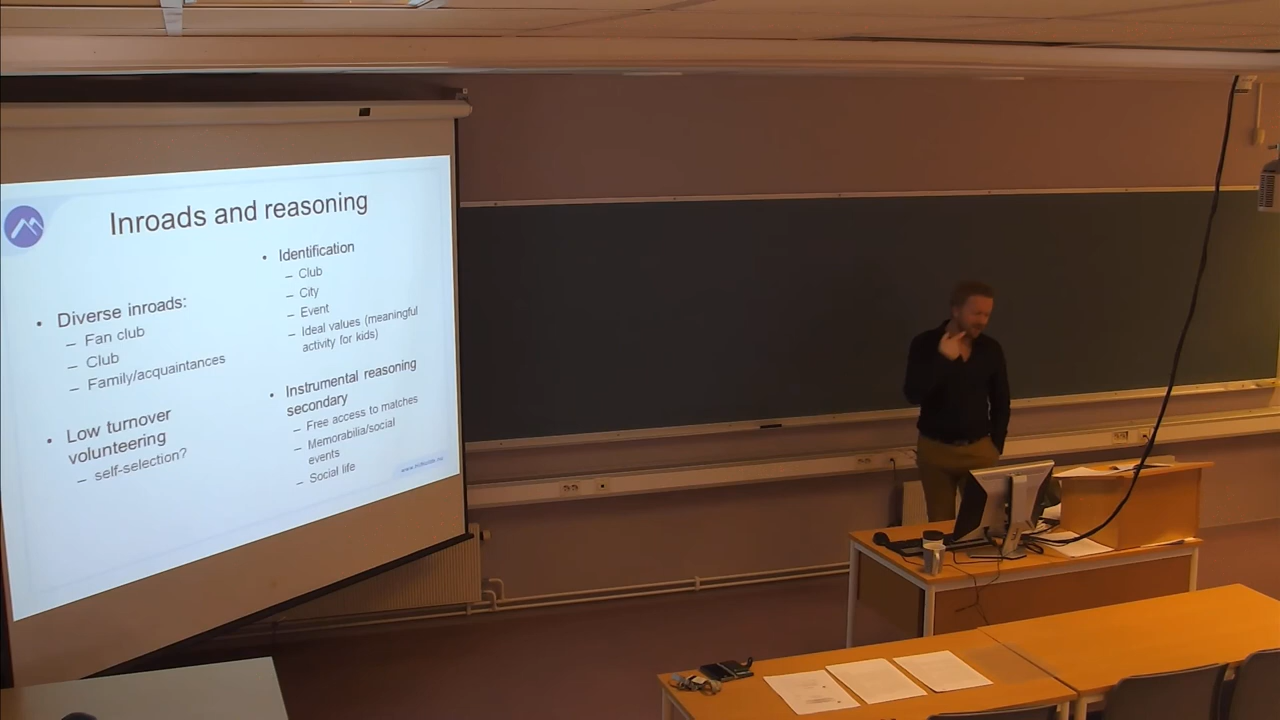 Inroads and reasoning
• Diverse inroads:
– Fan club
– Club
– Family/acquaintances
• Low turnover
volunteering
– self-selection?
• Identification
– Club
– City
– Event
– Ideal values (meaningful
activity for kids)
• Instrumental reasoning
secondary
– Free access to matches
– Memorabilia/social
events
– Social life